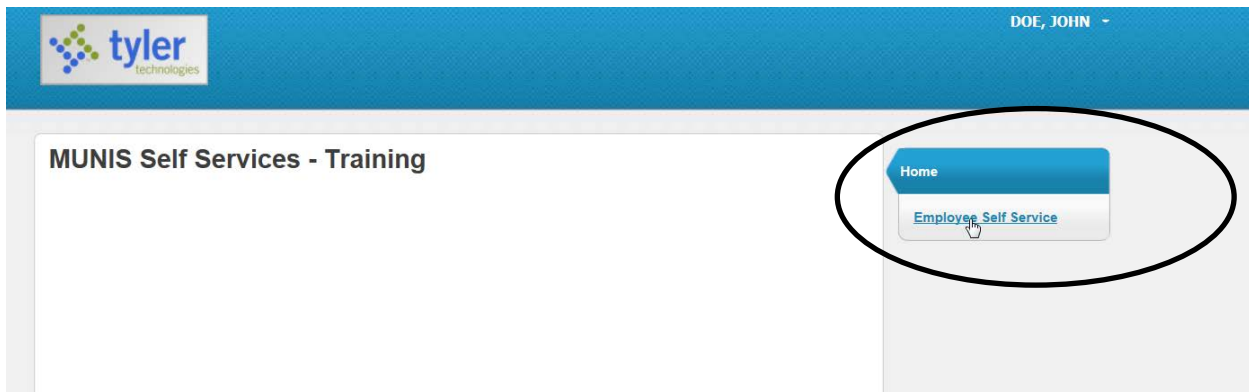 tyler
technologies
DOE, JOHN
MUNIS Self Services - Training
Home
Employee Self Service